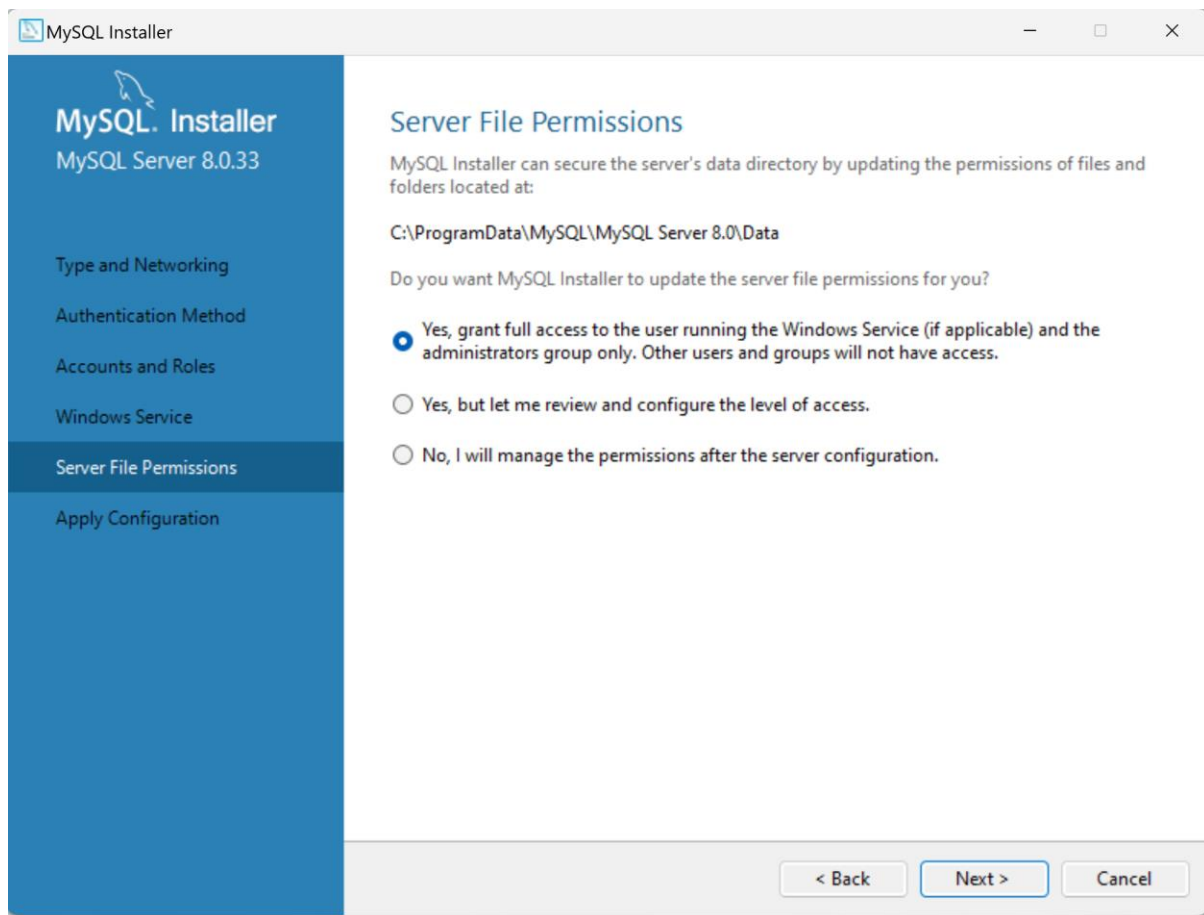 MySQL Installer
MySQL. Installer
MySQL Server 8.0.33
Type and Networking
Authentication Method
Accounts and Roles
Windows Service
Server File Permissions
Apply Configuration
Server File Permissions
MySQL Installer can secure the server's data directory by updating the permissions of files and
folders located at:
C:\ProgramData\MySQL\MySQL Server 8.0\Data
Do you want MySQL Installer to update the server file permissions for you?
Yes, grant full access to the user running the Windows Service (if applicable) and the
administrators group only. Other users and groups will not have access.
Yes, but let me review and configure the level of access.
No, I will manage the permissions after the server configuration.
< Back
Next >
Cancel